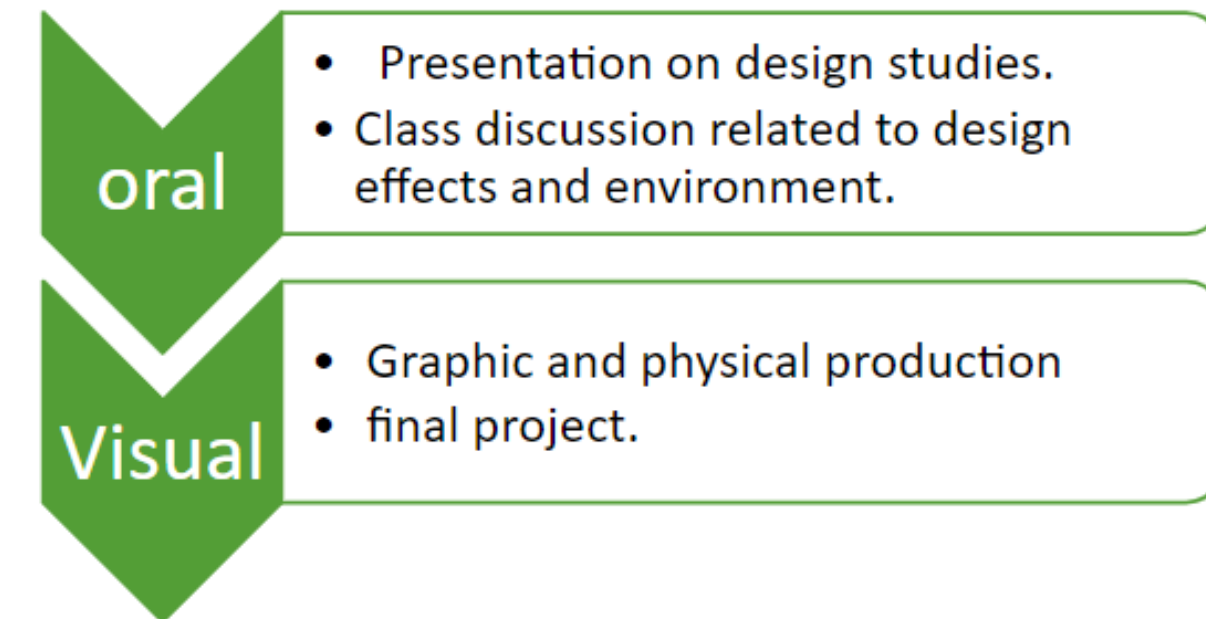 oral
• Presentation on design studies.
• Class discussion related to design
effects and environment.
Visual
• Graphic and physical production
• final project.